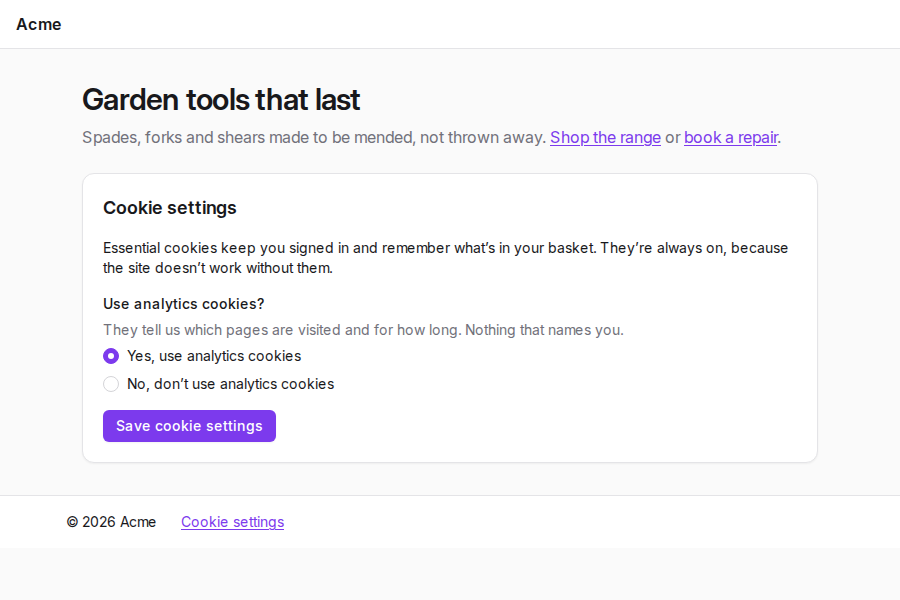 Acme
Garden tools that last
Spades, forks and shears made to be mended, not thrown away. Shop the range or book a repair.
Cookie settings
Essential cookies keep you signed in and remember what’s in your basket. They’re always on, because
the site doesn’t work without them.
Use analytics cookies?
They tell us which pages are visited and for how long. Nothing that names you.
Yes, use analytics cookies
No, don’t use analytics cookies
Save cookie settings
© 2026 Acme Cookie settings